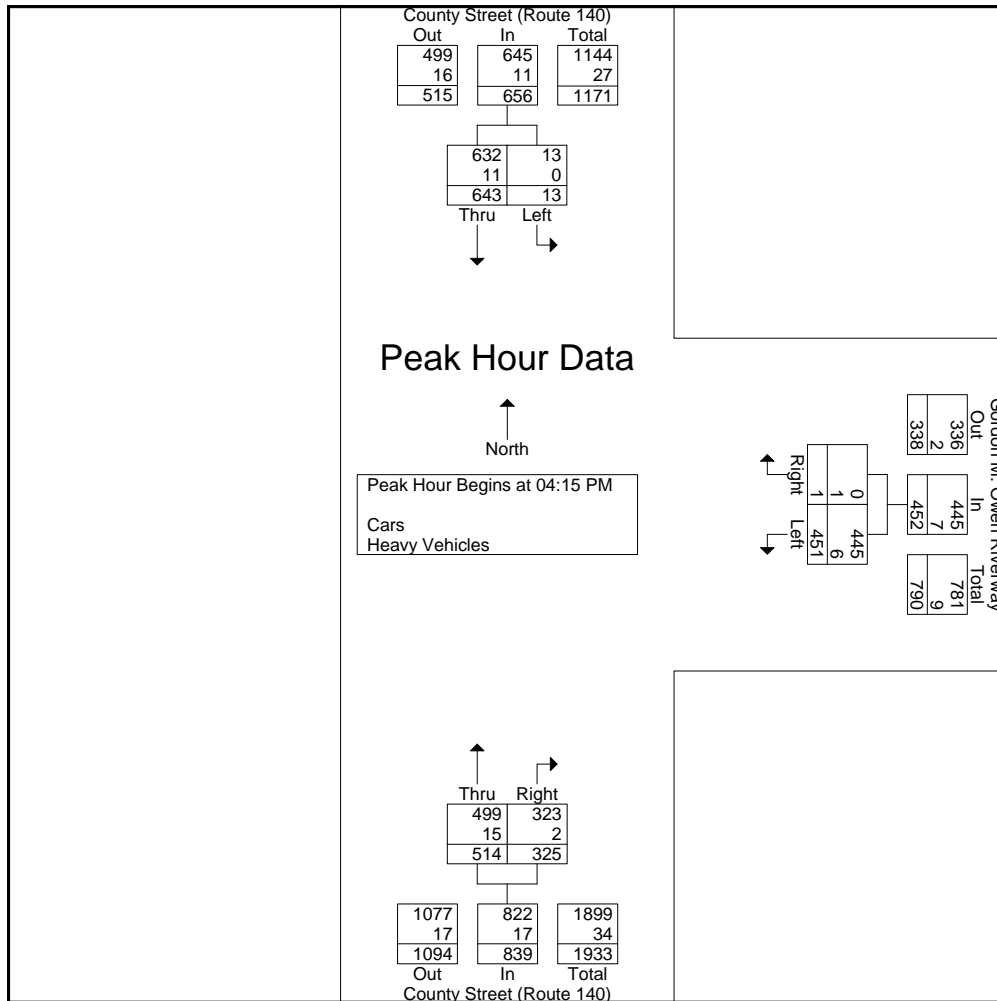 County Street (Route 140)
Out In Total
499 645 1144
16 11 27
515 656 1171
632 13
11 0
643 13
Thru Left
Peak Hour Data
North
Peak Hour Begins at 04:15 PM
Cars
Heavy Vehicles
Gordon M. Owen Riverway
Out In Total
336 445 781
2 7 9
338 452 790
0 445
1 6
1 451
Right Left
Thru Right
499 323
15 2
514 325
1077 822 1899
17 17 34
1094 839 1933
Out In Total
County Street (Route 140)